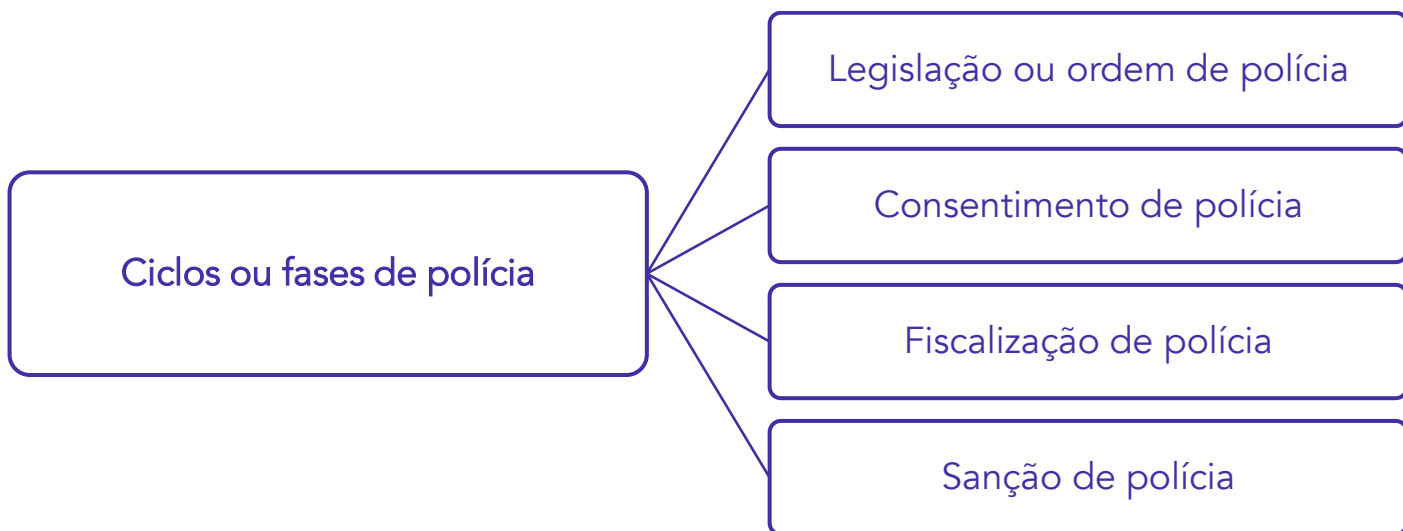 Ciclos ou fases de polícia
Legislação ou ordem de polícia
Consentimento de polícia
Fiscalização de polícia
Sanção de polícia